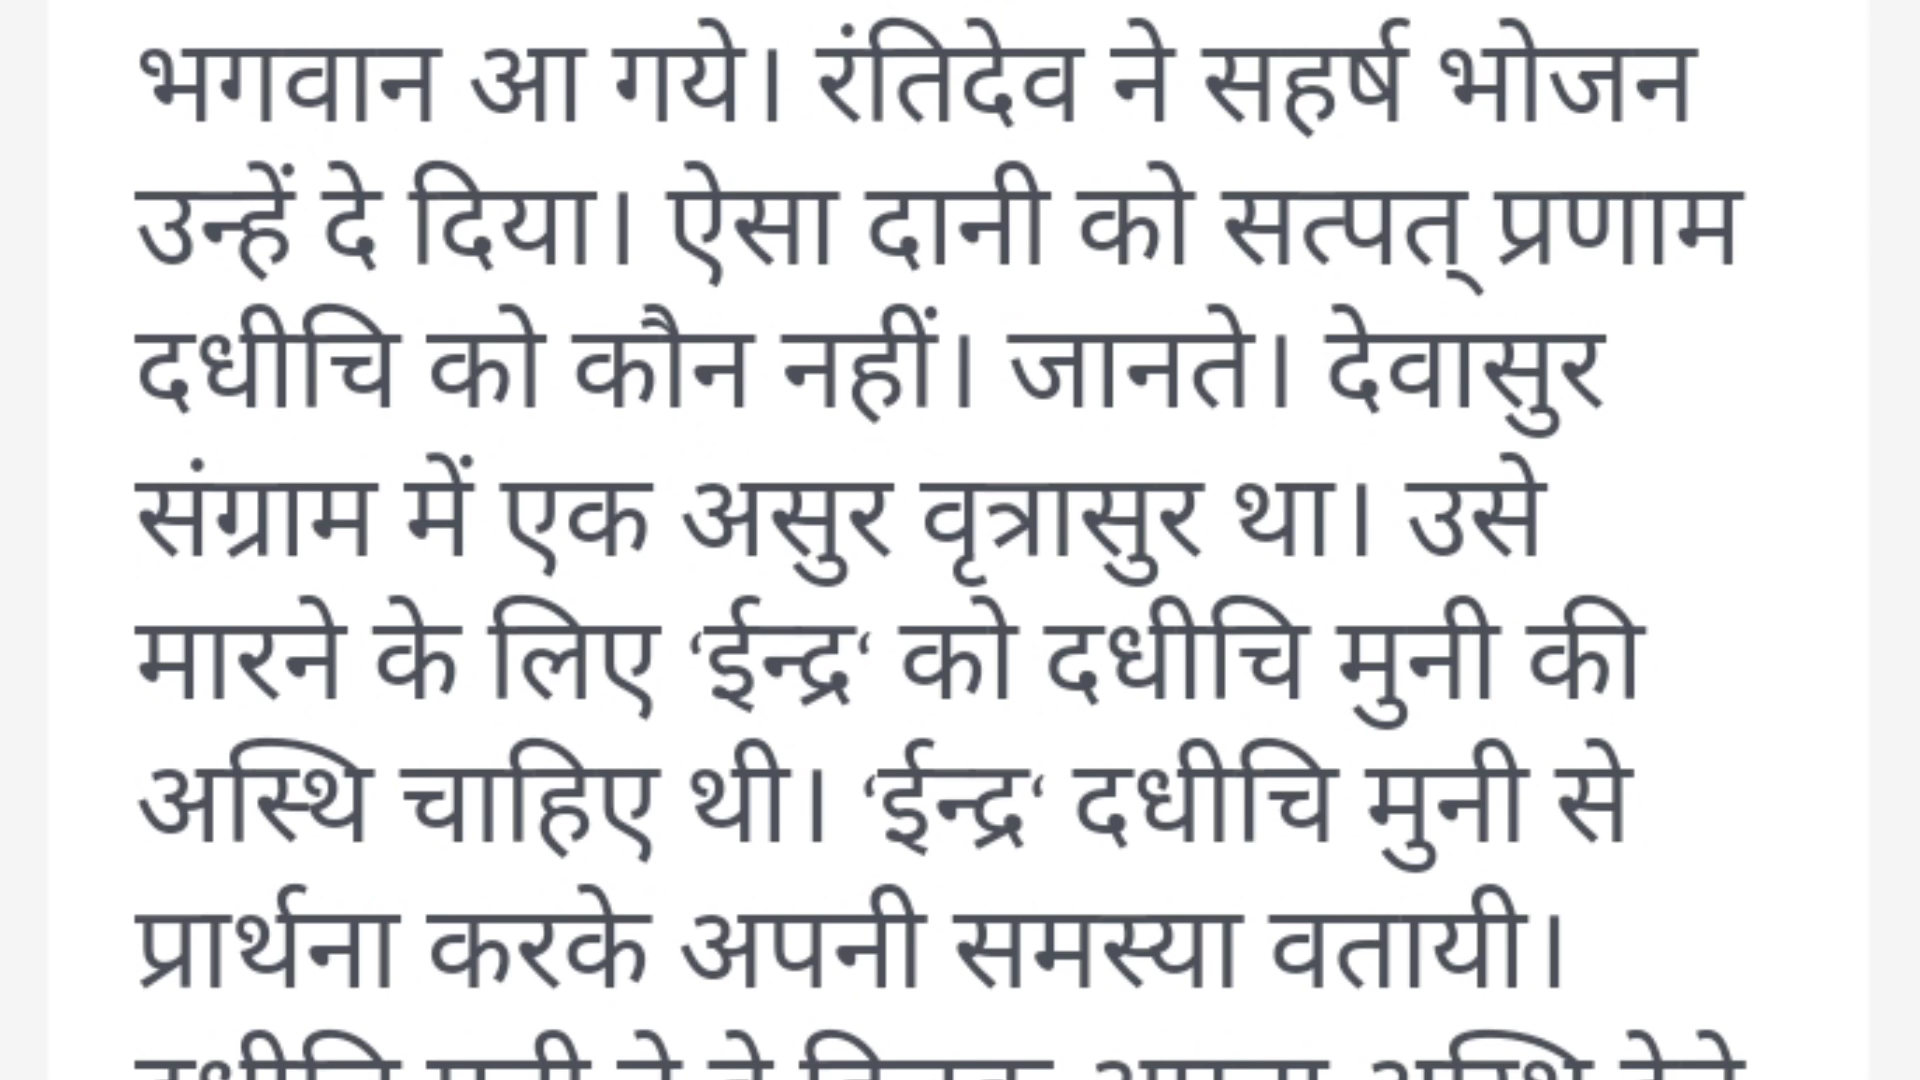 भगवान आ गये। रंतिदेव ने सहर्ष भोजन
उन्हें दे दिया। ऐसा दानी को सत्पत् प्रणाम
दधीचि को कौन नहीं। जानते। देवासुर
संग्राम में एक असुर वृत्रासुर था। उसे
मारने के लिए ‘ईन्द्र‘ को दधीचि मुनी की
अस्थि चाहिए थी। ‘ईन्द्र‘ दधीचि मुनी से
प्रार्थना करके अपनी समस्या वतायी।